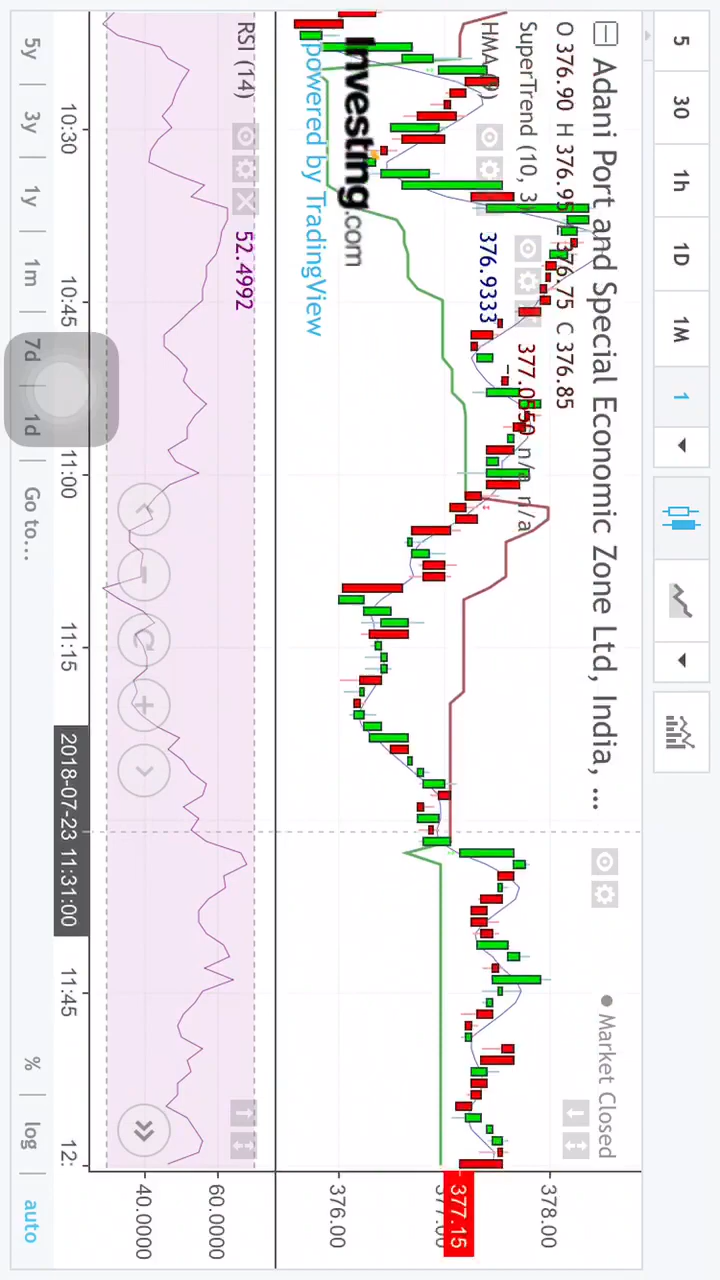 5 30 1h 1D 1M 1
Adani Port and Special Economic Zone Ltd, India, ...
Market Closed
O 376.90 H 376.95 376.75 C 376.85
SuperTrend (10, 3 n/a n/a
HMA 9) 376.9333
Investing.com
powered by TradingView
378.00
377.00
377.15
376.00
RSI (14) 52.4992
60.0000
40.0000
10:30 10:45 11:00 11:15 2018-07-23 11:31:00 11:45 12:
5y 3y 1y 1m 7d 1d Go to... % log auto